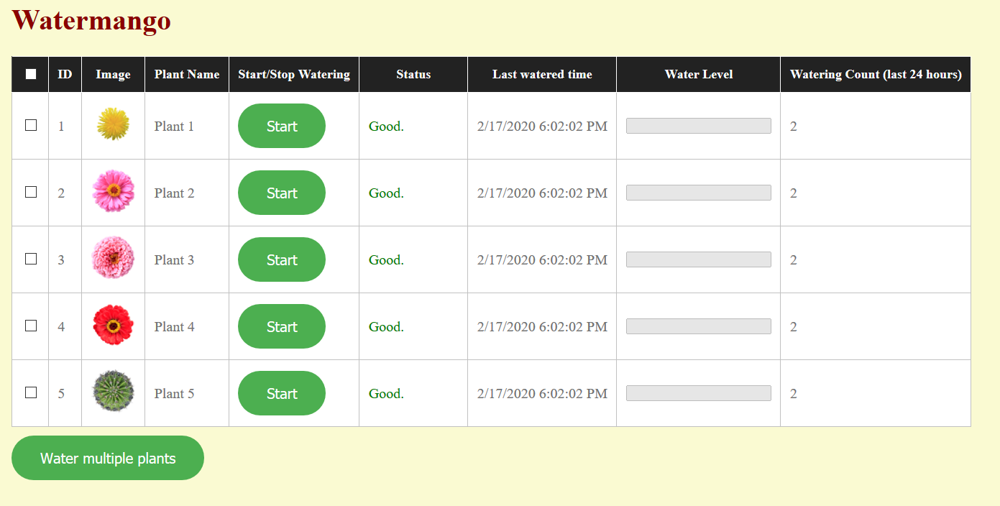 Watermango
ID Image Plant Name Start/Stop Watering Status Last watered time Water Level Watering Count (last 24 hours)
1 Plant 1 Start Good. 2/17/2020 6:02:02 PM 2
2 Plant 2 Start Good. 2/17/2020 6:02:02 PM 2
3 Plant 3 Start Good. 2/17/2020 6:02:02 PM 2
4 Plant 4 Start Good. 2/17/2020 6:02:02 PM 2
5 Plant 5 Start Good. 2/17/2020 6:02:02 PM 2
Water multiple plants